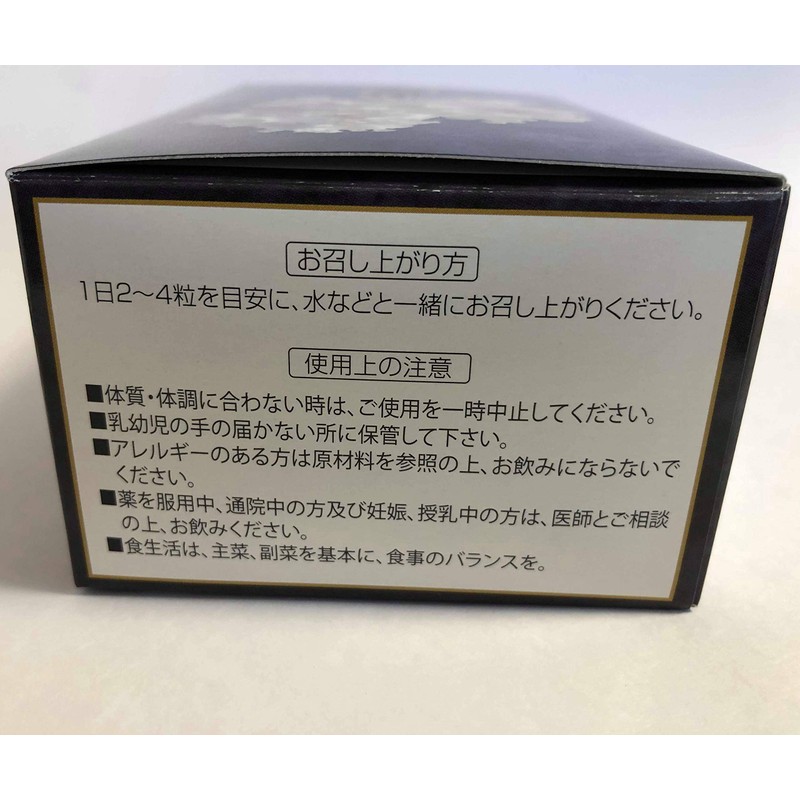 お召し上がり方
1日2～4粒を目安に、水などと一緒にお召し上がりください。
使用上の注意
■体質・体調に合わない時は、ご使用を一時中止してください。
■乳幼児の手の届かない所に保管して下さい。
■アレルギーのある方は原材料を参照の上、お飲みにならないで
ください。
■薬を服用中、通院中の方及び妊娠、授乳中の方は、医師とご相談
の上、お飲みください。
■食生活は、主菜、副菜を基本に、食事のバランスを。